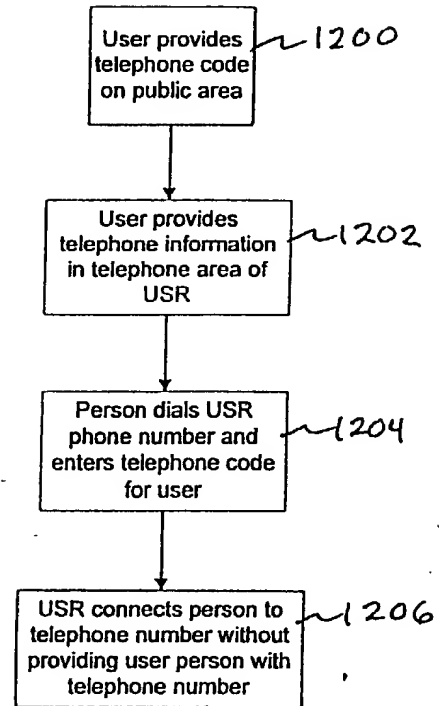 User provides
telephone code
on public area
1200
User provides
telephone information
in telephone area of
USR
1202
Person dials USR
phone number and
enters telephone code
for user
1204
USR connects person to
telephone number without
providing user person with
telephone number
1206